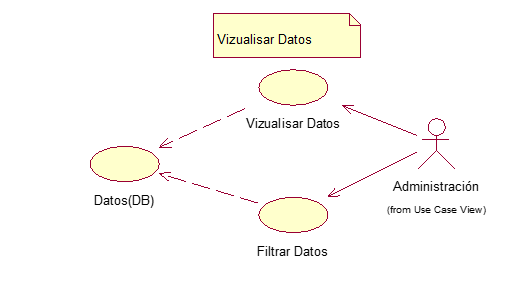 Vizualisar Datos
Vizualisar Datos
Administración
(from Use Case View)
Datos(DB)
Filtrar Datos